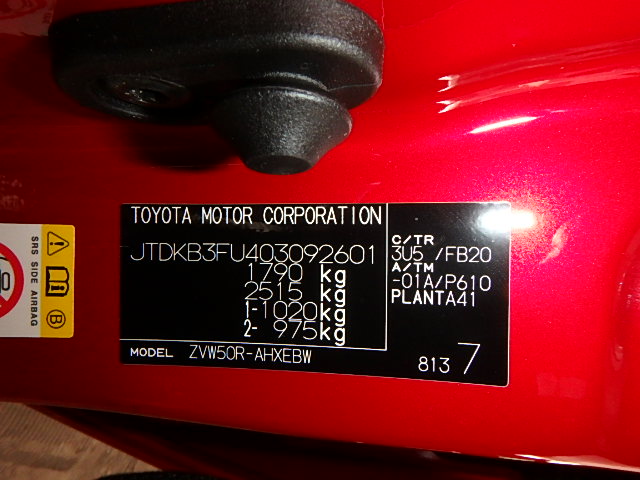 TOYOTA MOTOR CORPORATION
JTDKB3FU403092601
1790 kg
2515 kg
1-1020 kg
2- 975 kg
MODEL ZVW50R-AHXEBW
C/TR
3U5 /FB20
A/TM
-01A/P610
PLANTA41
813 7
SRS SIDE AIRBAG
B